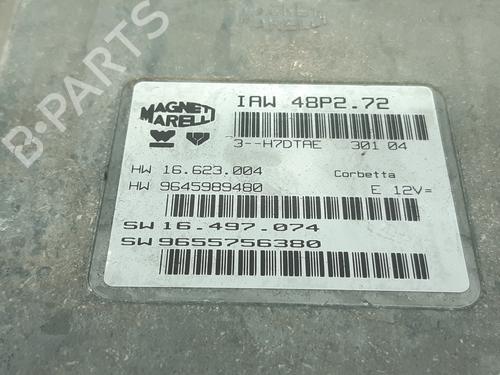 B-PARTS
MAGNETI
MARELLI
IAW 48P2.72
3--H7DTAE 301 04
HW 16.623.004 Corbetta
HW 9645989480 E 12V=
SW 16.497.074
SW 9655756380